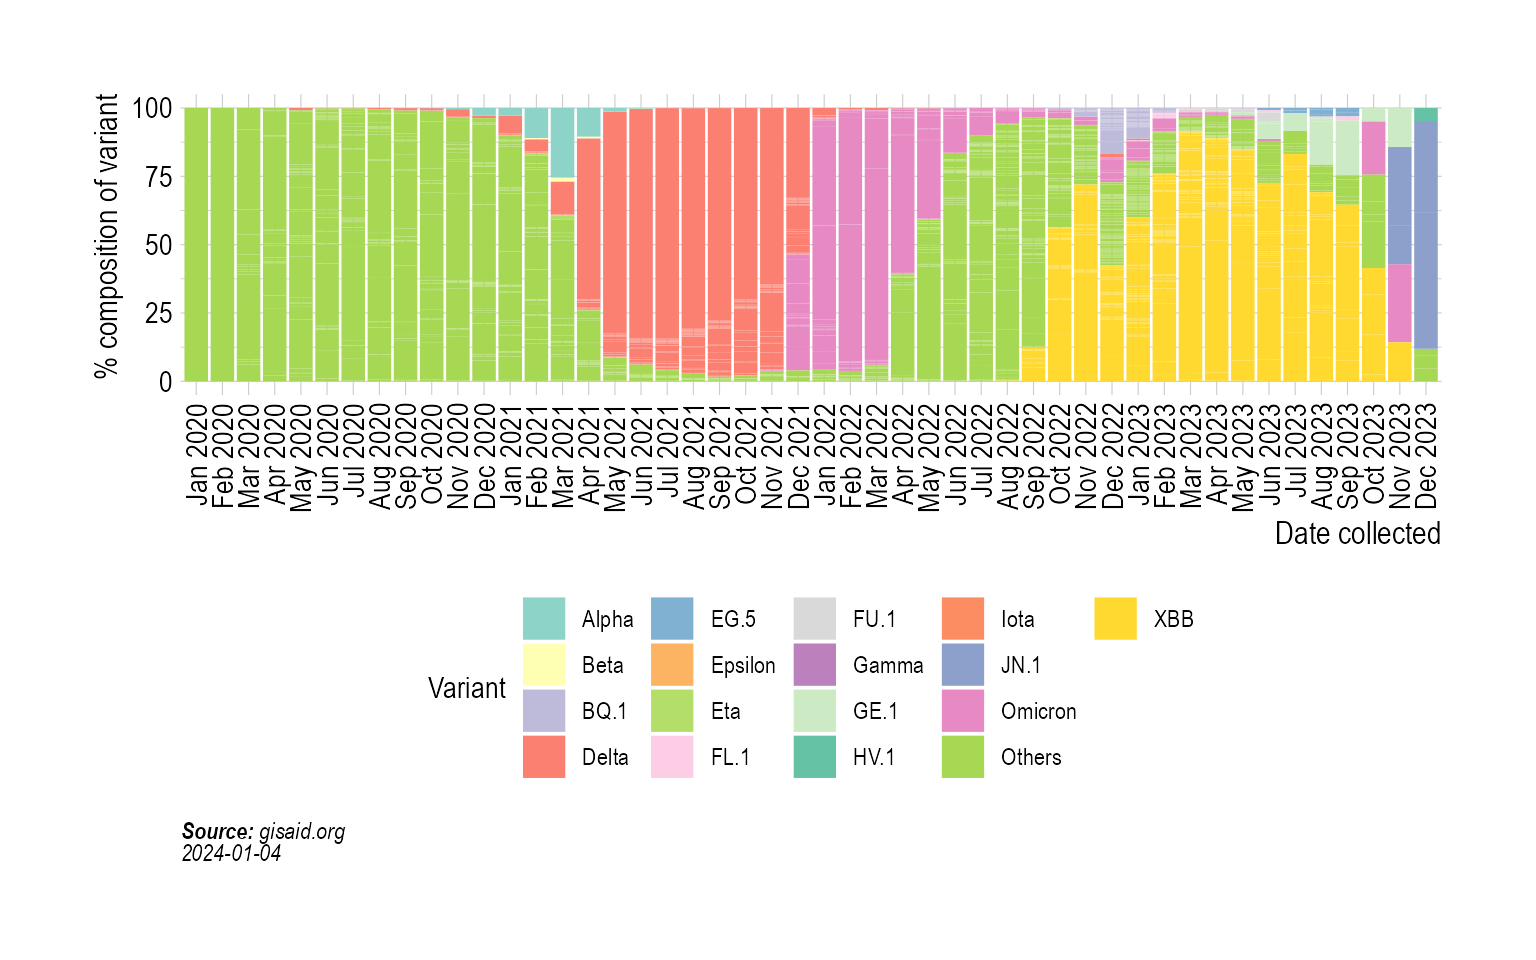 % composition of variant
100
75
50
25
0
Jan 2020
Feb 2020
Mar 2020
Apr 2020
May 2020
Jun 2020
Jul 2020
Aug 2020
Sep 2020
Oct 2020
Nov 2020
Dec 2020
Jan 2021
Feb 2021
Mar 2021
Apr 2021
May 2021
Jun 2021
Jul 2021
Aug 2021
Sep 2021
Oct 2021
Nov 2021
Dec 2021
Jan 2022
Feb 2022
Mar 2022
Apr 2022
May 2022
Jun 2022
Jul 2022
Aug 2022
Sep 2022
Oct 2022
Nov 2022
Dec 2022
Jan 2023
Feb 2023
Mar 2023
Apr 2023
May 2023
Jun 2023
Jul 2023
Aug 2023
Sep 2023
Oct 2023
Nov 2023
Dec 2023
Date collected
Variant
Alpha
Beta
BQ.1
Delta
EG.5
Epsilon
Eta
FL.1
FU.1
Gamma
GE.1
HV.1
Iota
JN.1
Omicron
Others
XBB
Source: gisaid.org
2024-01-04